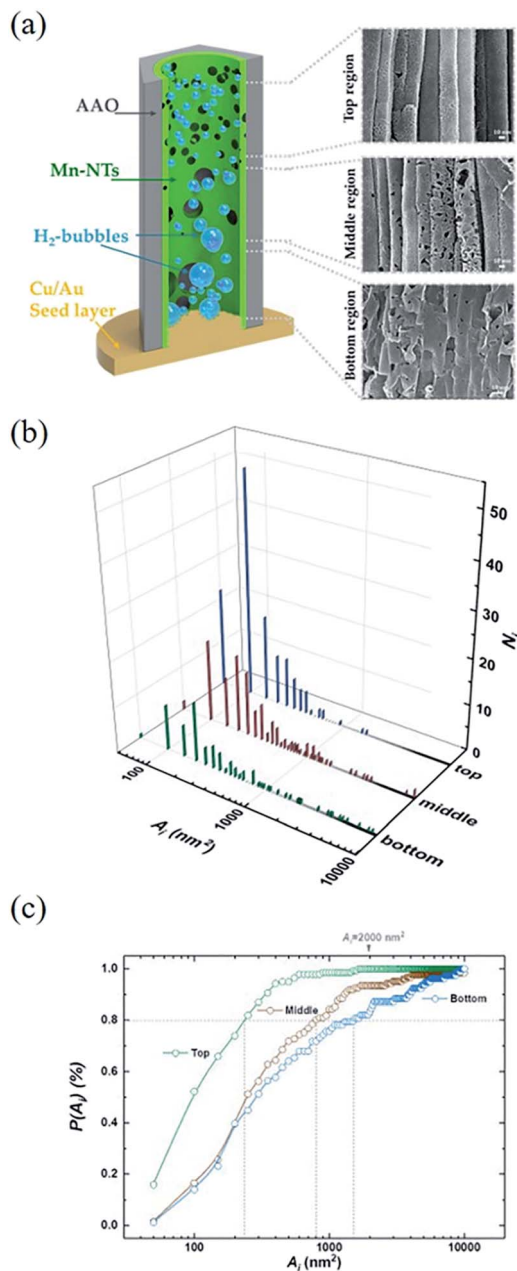 (a)
AAO
Mn-NTs
H₂-bubbles
Cu/Au
Seed layer
Top region
Middle region
Bottom region
(b)
50
40
30
20
10
0
Nᵢ
top
middle
bottom
100
1000
10000
Aᵢ (nm²)
(c)
Aᵢ=2000 nm²
1.0
0.8
0.6
0.4
0.2
0.0
Top
Middle
Bottom
P(Aᵢ) (%)
100
1000
10000
Aᵢ (nm²)